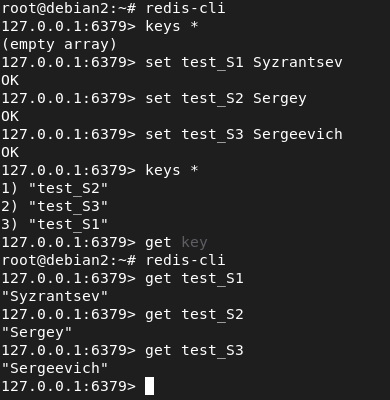 root@debian2:~# redis-cli
127.0.0.1:6379> keys *
(empty array)
127.0.0.1:6379> set test_S1 Syzrantsev
OK
127.0.0.1:6379> set test_S2 Sergey
OK
127.0.0.1:6379> set test_S3 Sergeevich
OK
127.0.0.1:6379> keys *
1) "test_S2"
2) "test_S3"
3) "test_S1"
127.0.0.1:6379> get key
root@debian2:~# redis-cli
127.0.0.1:6379> get test_S1
"Syzrantsev"
127.0.0.1:6379> get test_S2
"Sergey"
127.0.0.1:6379> get test_S3
"Sergeevich"
127.0.0.1:6379>